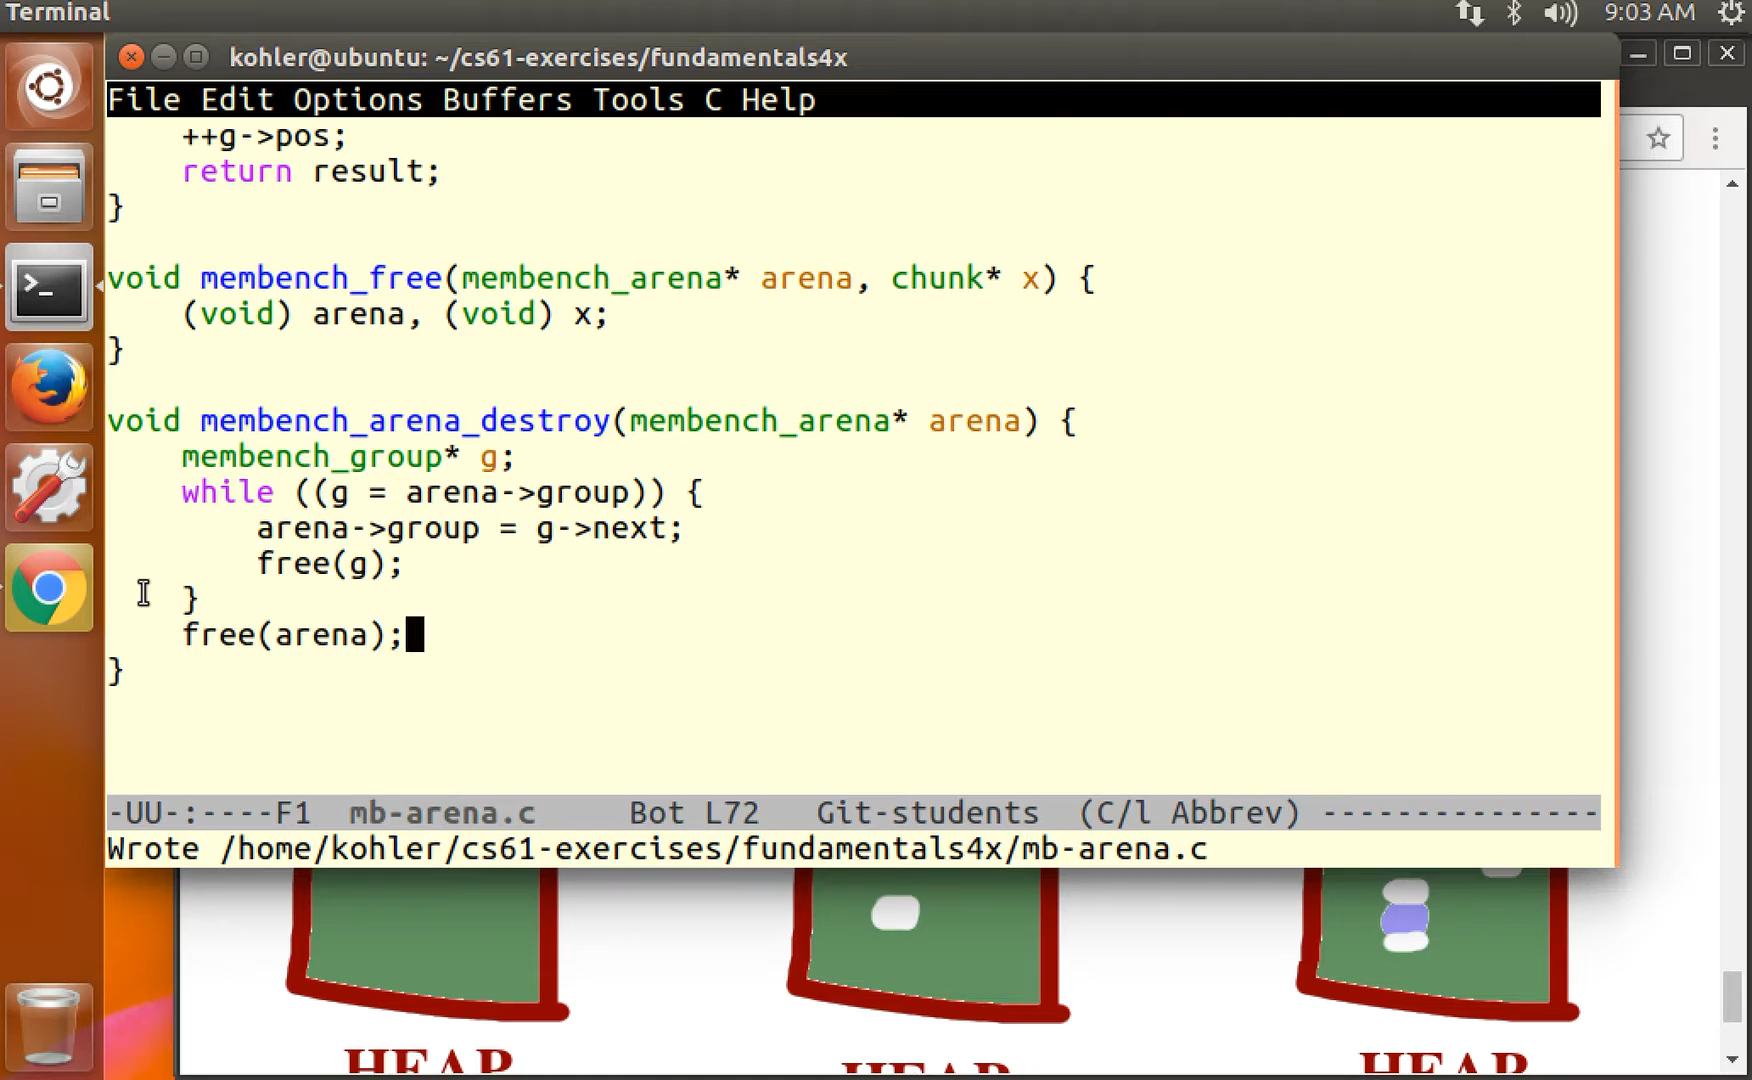 Terminal
9:03 AM
kohler@ubuntu: ~/cs61-exercises/fundamentals4x
File Edit Options Buffers Tools C Help
    ++g->pos;
    return result;
}
void membench_free(membench_arena* arena, chunk* x) {
    (void) arena, (void) x;
}
void membench_arena_destroy(membench_arena* arena) {
    membench_group* g;
    while ((g = arena->group)) {
        arena->group = g->next;
        free(g);
    }
    free(arena);
}
-UU-:----F1  mb-arena.c     Bot L72   Git-students  (C/l Abbrev) ---------------
Wrote /home/kohler/cs61-exercises/fundamentals4x/mb-arena.c
HEAP HEAP HEAP